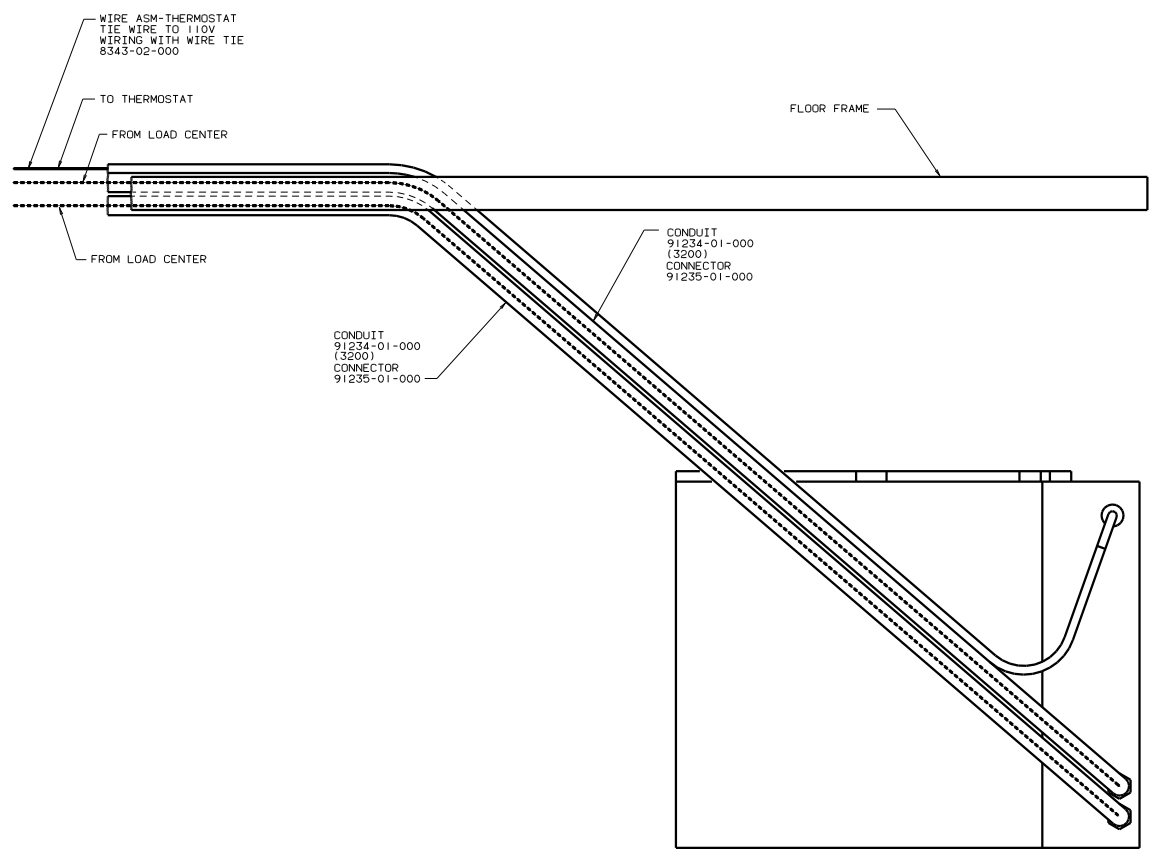 WIRE ASM-THERMOSTAT
TIE WIRE TO 110V
WIRING WITH WIRE TIE
8343-02-000
TO THERMOSTAT
FROM LOAD CENTER
FLOOR FRAME
FROM LOAD CENTER
CONDUIT
91234-01-000
(3200)
CONNECTOR
91235-01-000
CONDUIT
91234-01-000
(3200)
CONNECTOR
91235-01-000